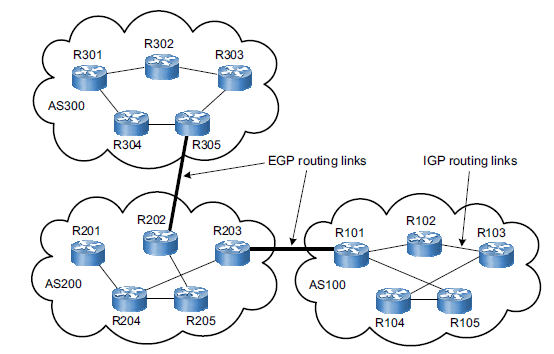 R302
R301
R303
AS300
R304
R305
EGP routing links
IGP routing links
R202
R201
R203
AS200
R204
R205
R102
R101
R103
AS100
R104
R105